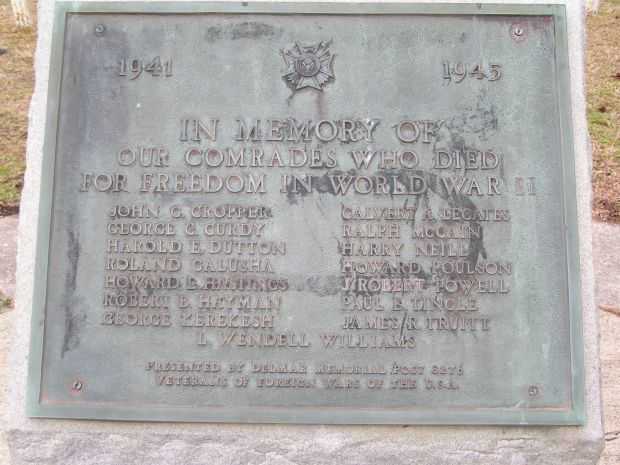 1941 1945
IN MEMORY OF
OUR COMRADES WHO DIED
FOR FREEDOM IN WORLD WAR II
JOHN G. CROPPER CALVERT A. LEGATES
GEORGE C. CURDY RALPH MCCAIN
HAROLD E. DUTTON HARRY NEILL
ROLAND GALUSHA HOWARD POULSON
HOWARD L. HASTINGS J. ROBERT POWELL
ROBERT B. HEYMAN PAUL E. TINGLE
GEORGE KEREKESH JAMES R. TRUITT
L. WENDELL WILLIAMS
PRESENTED BY DELMAR MEMORIAL POST 8276
VETERANS OF FOREIGN WARS OF THE U.S.A.